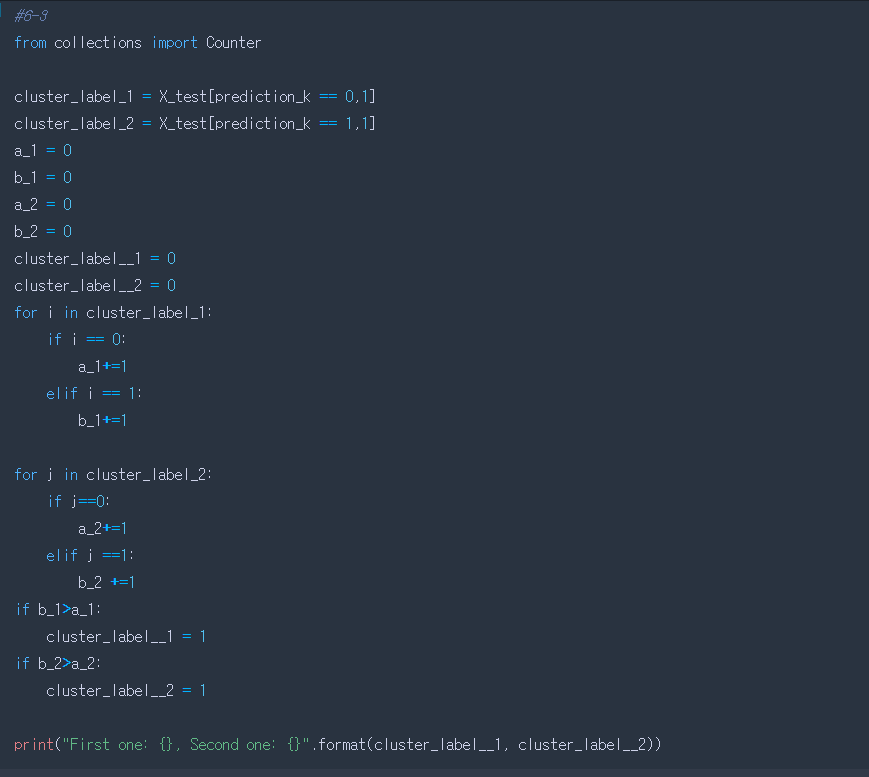 #6-3
from collections import Counter
cluster_label_1 = X_test[prediction_k == 0,1]
cluster_label_2 = X_test[prediction_k == 1,1]
a_1 = 0
b_1 = 0
a_2 = 0
b_2 = 0
cluster_label__1 = 0
cluster_label__2 = 0
for i in cluster_label_1:
    if i == 0:
        a_1+=1
    elif i == 1:
        b_1+=1
for j in cluster_label_2:
    if j==0:
        a_2+=1
    elif j ==1:
        b_2 +=1
if b_1>a_1:
    cluster_label__1 = 1
if b_2>a_2:
    cluster_label__2 = 1
print("First one: {}, Second one: {}".format(cluster_label__1, cluster_label__2))